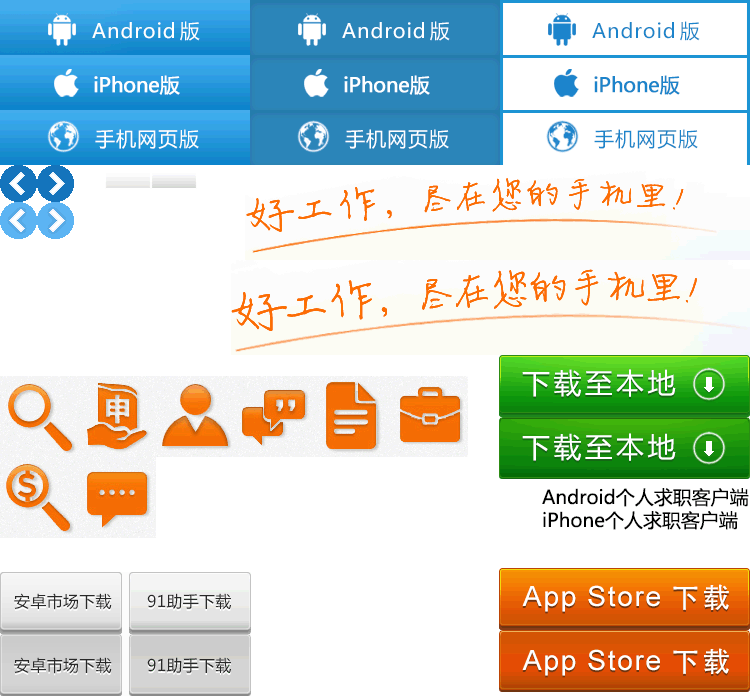 Android版 Android版 Android版
iPhone版 iPhone版 iPhone版
手机网页版 手机网页版 手机网页版
好工作，尽在您的手机里！
好工作，尽在您的手机里！
下载至本地
申
下载至本地
$
Android个人求职客户端
iPhone个人求职客户端
安卓市场下载 91助手下载 App Store 下载
安卓市场下载 91助手下载 App Store 下载